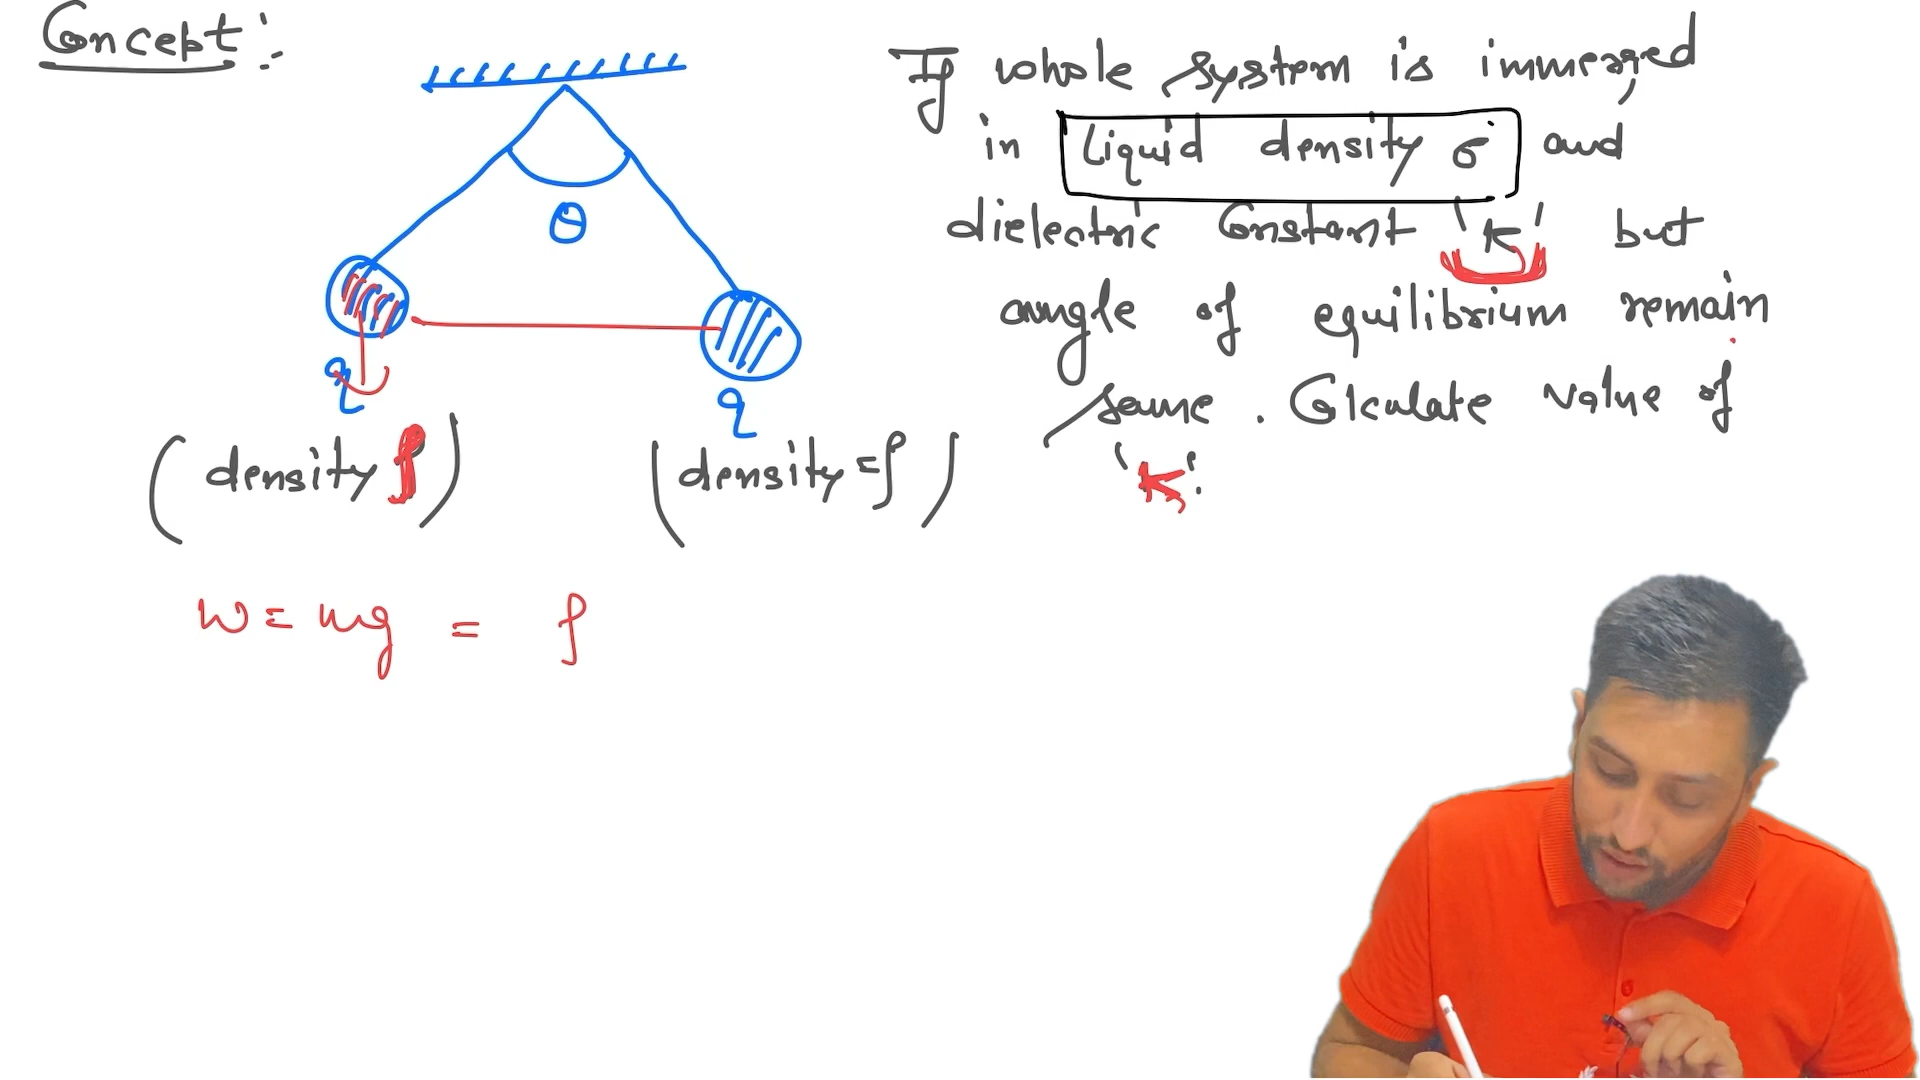 Concept :-
θ
q
q
(density ρ)
(density = ρ)
W = mg = ρ
If whole system is immersed
in Liquid density σ and
dielectric Constant 'K' but
angle of equilibrium remain
same. Calculate value of
'K'.